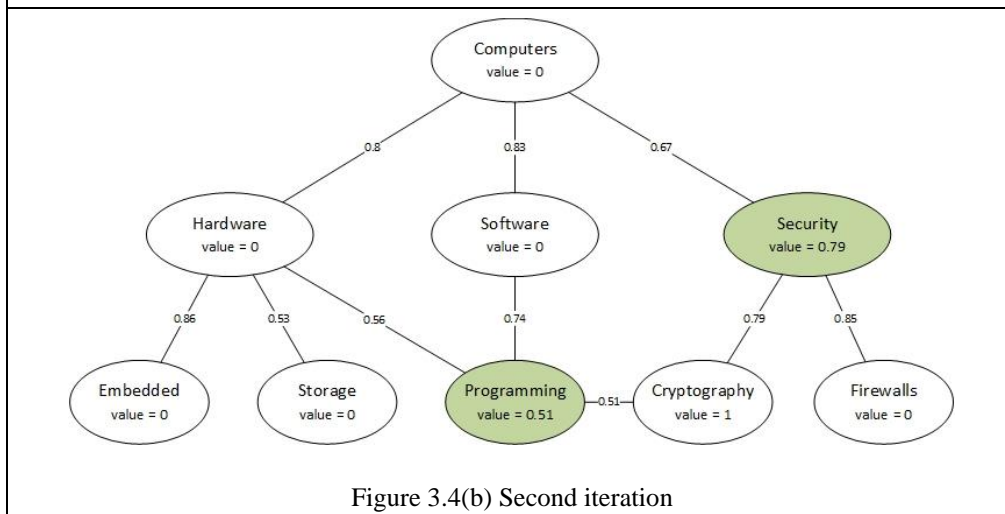 Computers
value = 0
0.8
0.83
0.67
Hardware
value = 0
Software
value = 0
Security
value = 0.79
0.86
0.53
0.56
0.74
0.79
0.85
Embedded
value = 0
Storage
value = 0
Programming
value = 0.51
0.51
Cryptography
value = 1
Firewalls
value = 0
Figure 3.4(b) Second iteration